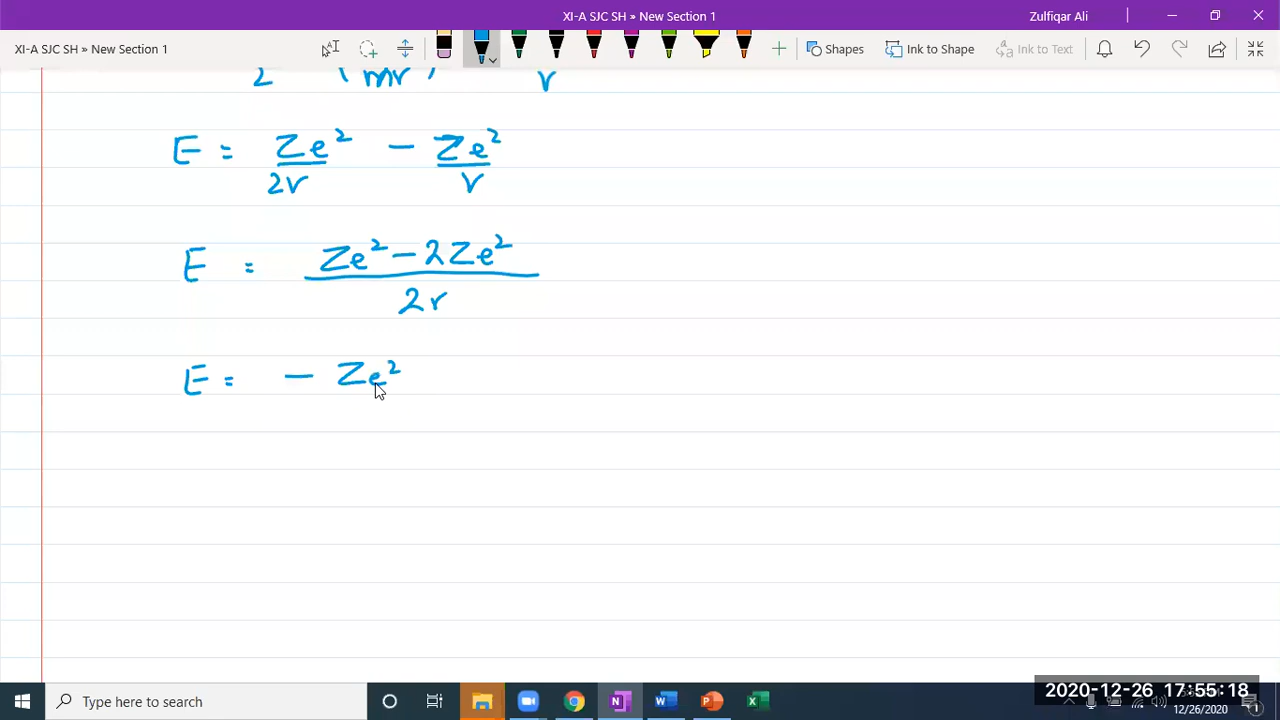 XI-A SJC SH » New Section 1
Zulfiqar Ali
XI-A SJC SH » New Section 1
Shapes
Ink to Shape
Ink to Text
2 (mr) r
E = Ze² - Ze²
2r r
E = Ze² - 2Ze²
2r
E = - Ze²
Type here to search
2020-12-26 17:55:18
12/26/2020